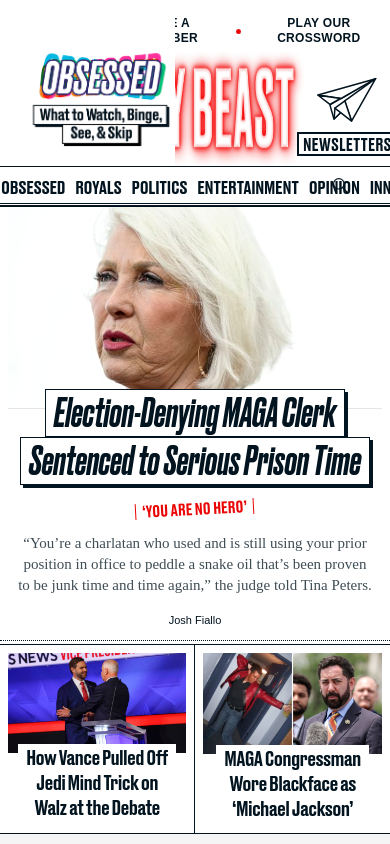 E A
BER
PLAY OUR
CROSSWORD
OBSESSED
What to Watch, Binge,
See, & Skip
Y BEAST
NEWSLETTERS
OBSESSED ROYALS POLITICS ENTERTAINMENT OPINION INN
Election-Denying MAGA Clerk
Sentenced to Serious Prison Time
‘YOU ARE NO HERO’
“You’re a charlatan who used and is still using your prior
position in office to peddle a snake oil that’s been proven
to be junk time and time again,” the judge told Tina Peters.
Josh Fiallo
S NEWS VICE PRESIDEN
How Vance Pulled Off
Jedi Mind Trick on
Walz at the Debate
MAGA Congressman
Wore Blackface as
‘Michael Jackson’